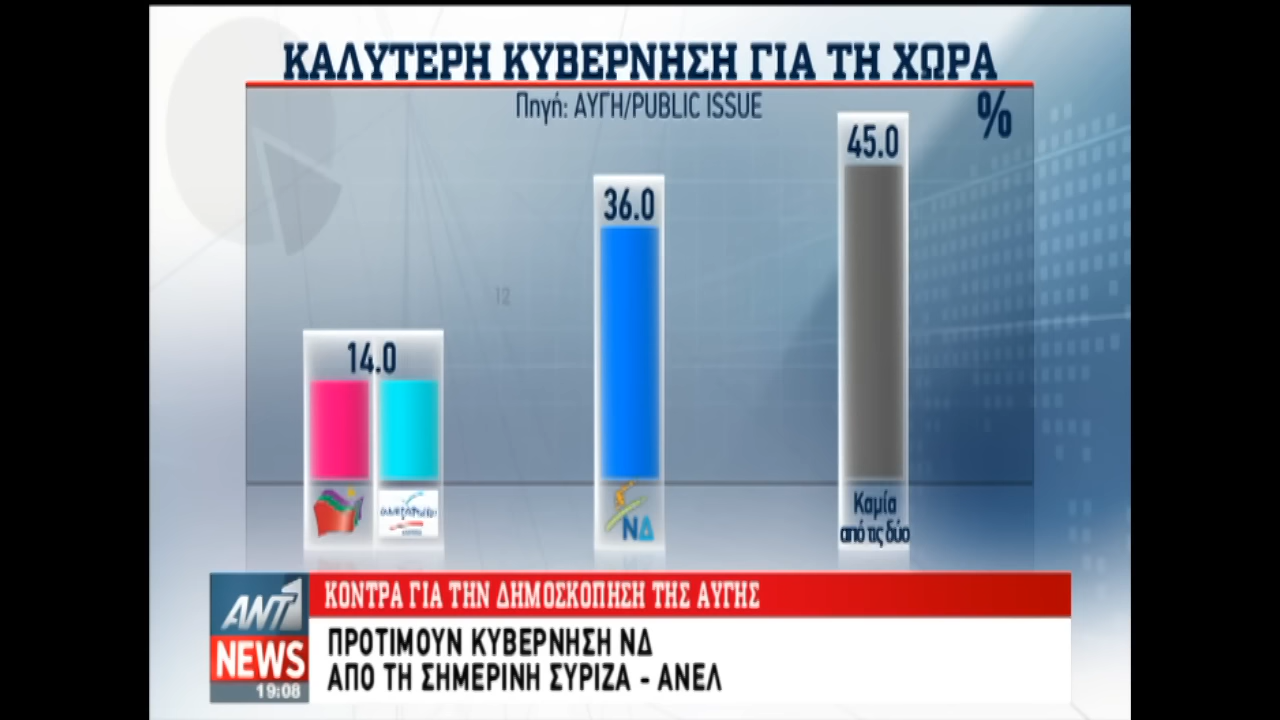 ΚΑΛΥΤΕΡΗ ΚΥΒΕΡΝΗΣΗ ΓΙΑ ΤΗ ΧΩΡΑ
Πηγή: ΑΥΓΗ/PUBLIC ISSUE
%
14.0
36.0
45.0
12
ΝΔ
Καμία
από τις δύο
ANT1
NEWS
19:08
ΚΟΝΤΡΑ ΓΙΑ ΤΗΝ ΔΗΜΟΣΚΟΠΗΣΗ ΤΗΣ ΑΥΓΗΣ
ΠΡΟΤΙΜΟΥΝ ΚΥΒΕΡΝΗΣΗ ΝΔ
ΑΠΟ ΤΗ ΣΗΜΕΡΙΝΗ ΣΥΡΙΖΑ - ΑΝΕΛ